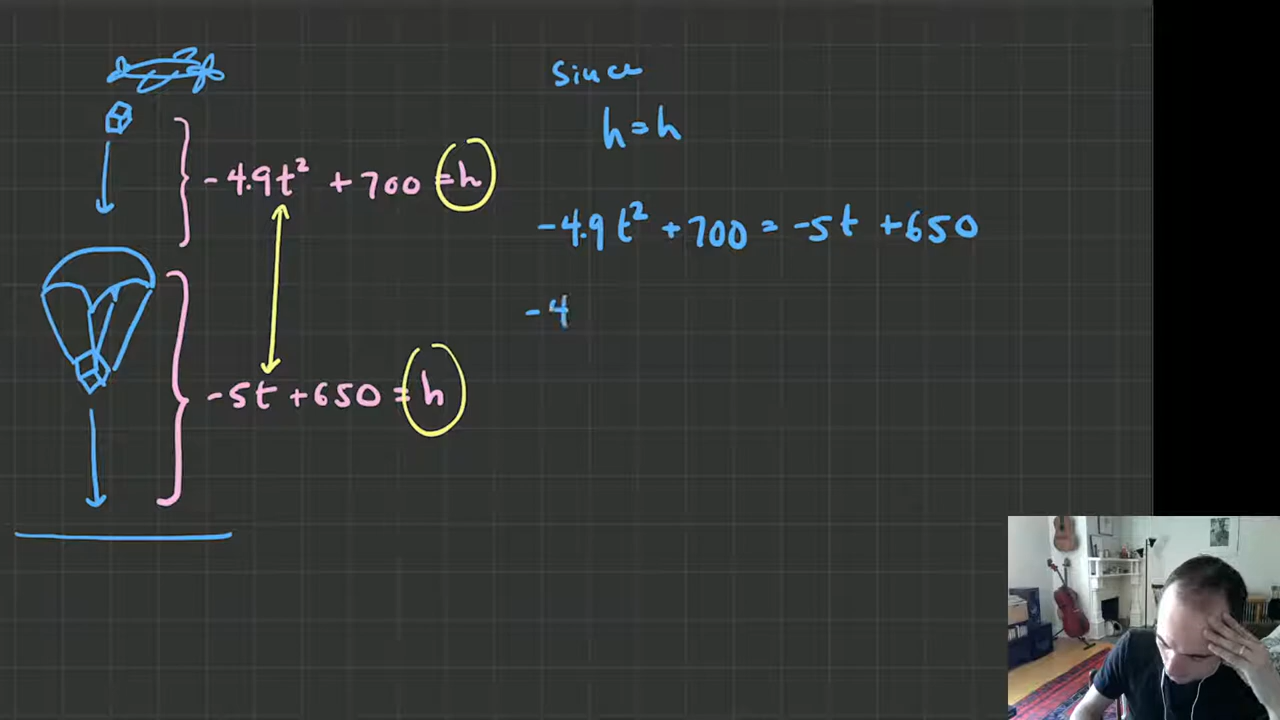 Since
h = h
-4.9t² + 700 = h
-4.9t² + 700 = -5t + 650
-4
-5t + 650 = h